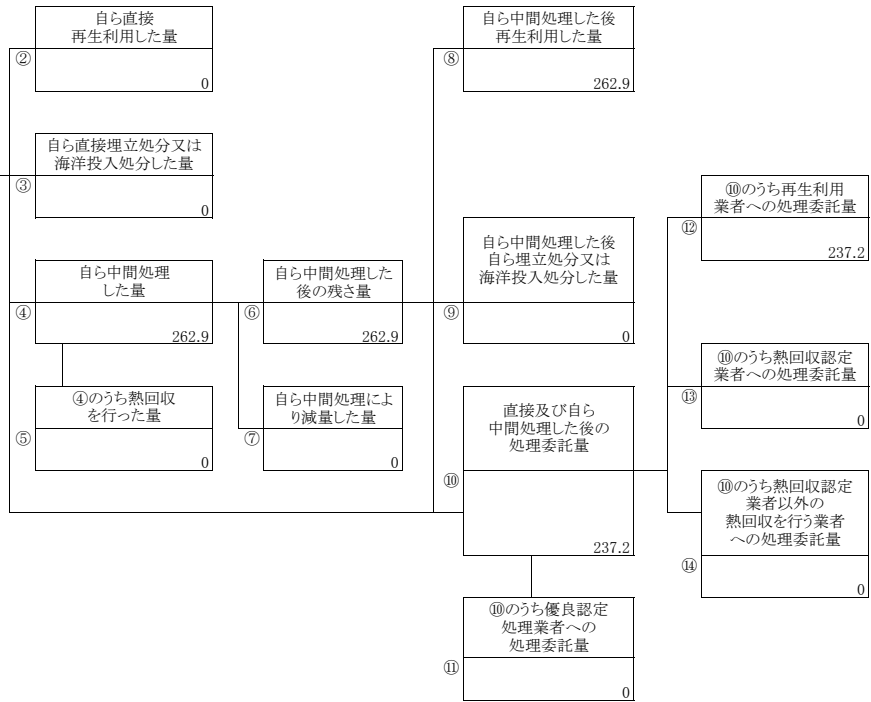 自ら直接
再生利用した量
②
0
自ら直接埋立処分又は
海洋投入処分した量
③
0
自ら中間処理
した量
④
262.9
④のうち熱回収
を行った量
⑤
0
自ら中間処理した
後の残さ量
⑥
262.9
自ら中間処理によ
り減量した量
⑦
0
自ら中間処理した後
再生利用した量
⑧
262.9
自ら中間処理した後
自ら埋立処分又は
海洋投入処分した量
⑨
0
直接及び自ら
中間処理した後の
処理委託量
⑩
237.2
⑩のうち優良認定
処理業者への
処理委託量
⑪
0
⑩のうち再生利用
業者への処理委託量
⑫
237.2
⑩のうち熱回収認定
業者への処理委託量
⑬
0
⑩のうち熱回収認定
業者以外の
熱回収を行う業者
への処理委託量
⑭
0